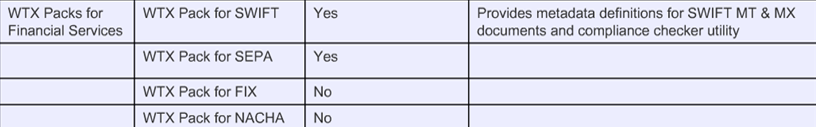 WTX Packs for WTX Pack for SWIFT Yes Provides metadata definitions for SWIFT MT & MX
Financial Services documents and compliance checker utility
WTX Pack for SEPA Yes
WTX Pack for FIX No
WTX Pack for NACHA No